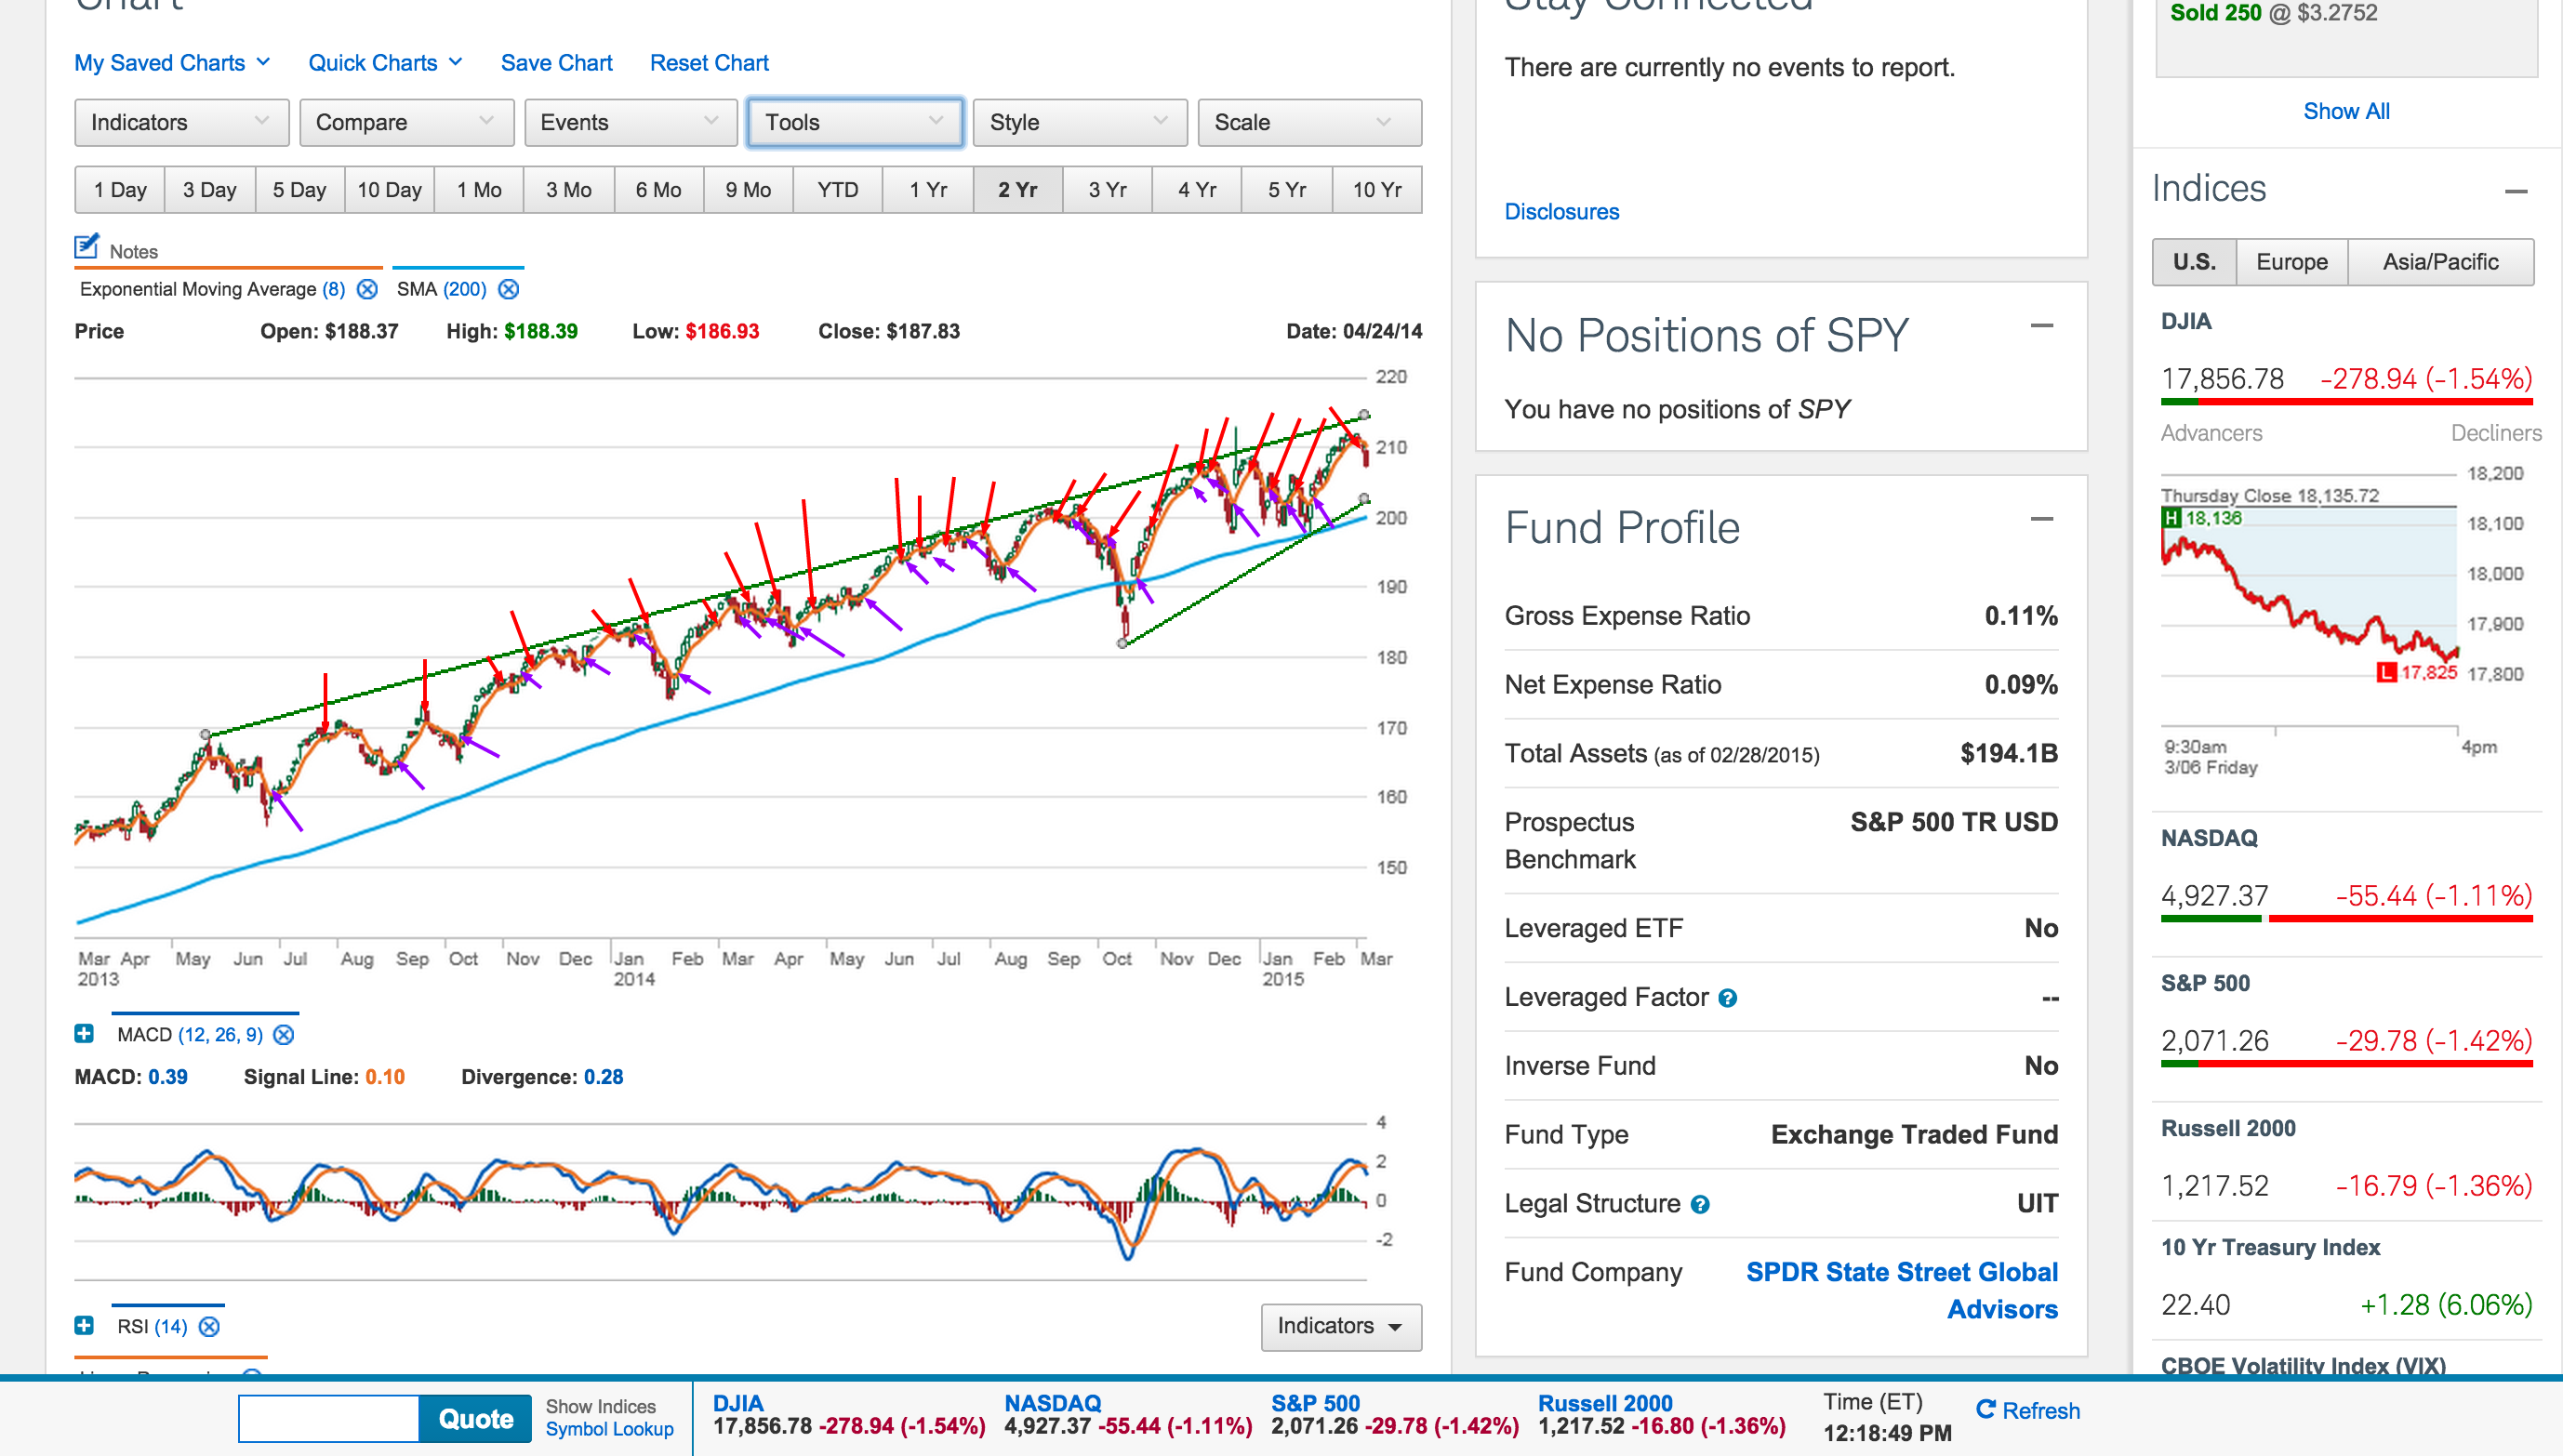 Chart
Stay Connected
Sold 250 @ $3.2752
My Saved Charts Quick Charts Save Chart Reset Chart
There are currently no events to report.
Show All
Indicators Compare Events Tools Style Scale
1 Day 3 Day 5 Day 10 Day 1 Mo 3 Mo 6 Mo 9 Mo YTD 1 Yr 2 Yr 3 Yr 4 Yr 5 Yr 10 Yr
Disclosures
Notes
Exponential Moving Average (8) SMA (200)
Price Open: $188.37 High: $188.39 Low: $186.93 Close: $187.83 Date: 04/24/14
220
210
200
190
180
170
160
150
Mar Apr May Jun Jul Aug Sep Oct Nov Dec Jan Feb Mar Apr May Jun Jul Aug Sep Oct Nov Dec Jan Feb Mar
2013 2014 2015
MACD (12, 26, 9)
MACD: 0.39 Signal Line: 0.10 Divergence: 0.28
4
2
0
-2
RSI (14)
Indicators
No Positions of SPY
You have no positions of SPY
Fund Profile
Gross Expense Ratio 0.11%
Net Expense Ratio 0.09%
Total Assets (as of 02/28/2015) $194.1B
Prospectus Benchmark S&P 500 TR USD
Leveraged ETF No
Leveraged Factor ? --
Inverse Fund No
Fund Type Exchange Traded Fund
Legal Structure ? UIT
Fund Company SPDR State Street Global
Advisors
Indices
U.S. Europe Asia/Pacific
DJIA
17,856.78 -278.94 (-1.54%)
Advancers Decliners
18,200
Thursday Close 18,135.72
H 18,136
18,100
18,000
17,900
L 17,825
17,800
9:30am 4pm
3/06 Friday
NASDAQ
4,927.37 -55.44 (-1.11%)
S&P 500
2,071.26 -29.78 (-1.42%)
Russell 2000
1,217.52 -16.79 (-1.36%)
10 Yr Treasury Index
22.40 +1.28 (6.06%)
CBOE Volatility Index (VIX)
Quote
Show Indices
Symbol Lookup
DJIA NASDAQ S&P 500 Russell 2000
17,856.78 -278.94 (-1.54%) 4,927.37 -55.44 (-1.11%) 2,071.26 -29.78 (-1.42%) 1,217.52 -16.80 (-1.36%)
Time (ET)
12:18:49 PM
Refresh